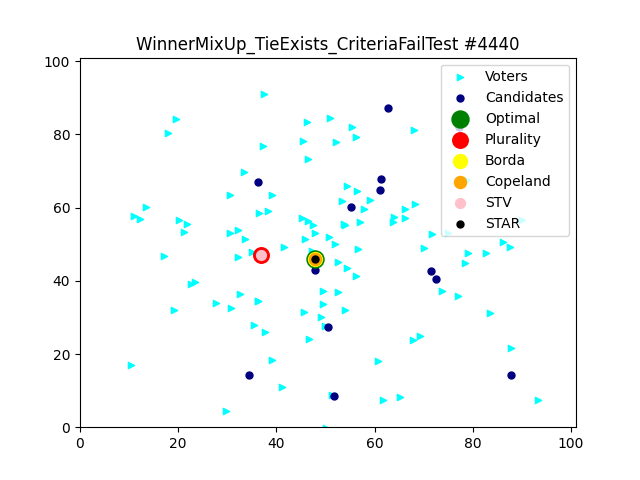 WinnerMixUp_TieExists_CriteriaFailTest #4440
100
80
60
40
20
0
0
20
40
60
80
100
Voters
Candidates
Optimal
Plurality
Borda
Copeland
STV
STAR